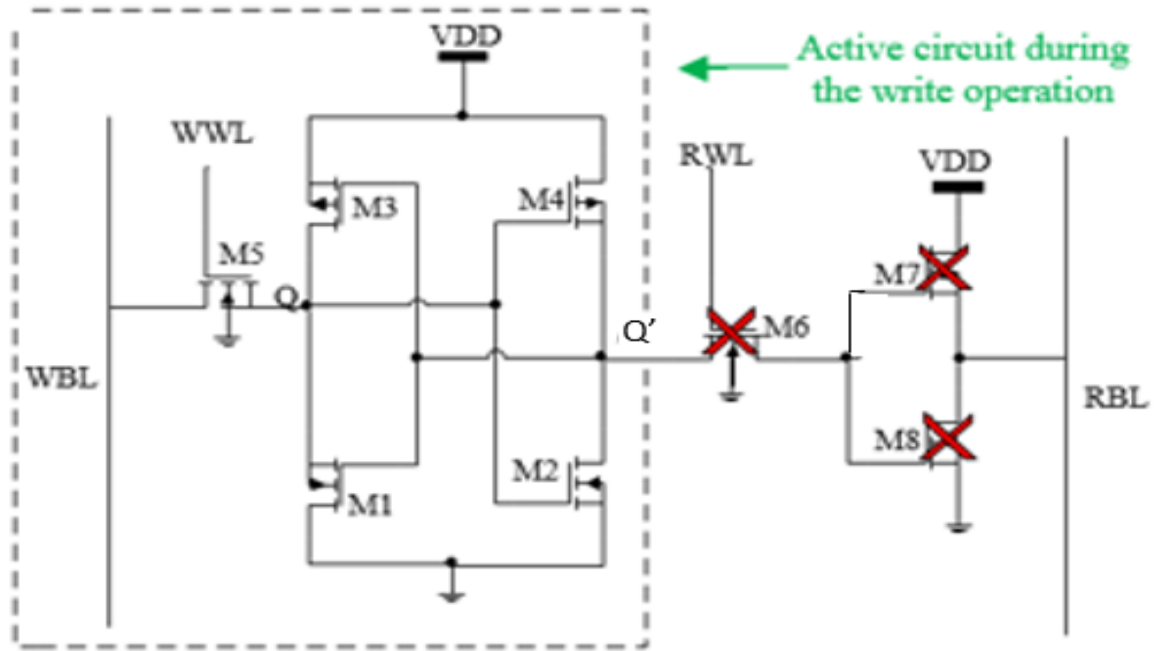 VDD
Active circuit during
the write operation
WWL
RWL
VDD
M3
M4
M5
M7
Q
Q’
M6
WBL
RBL
M8
M2
M1